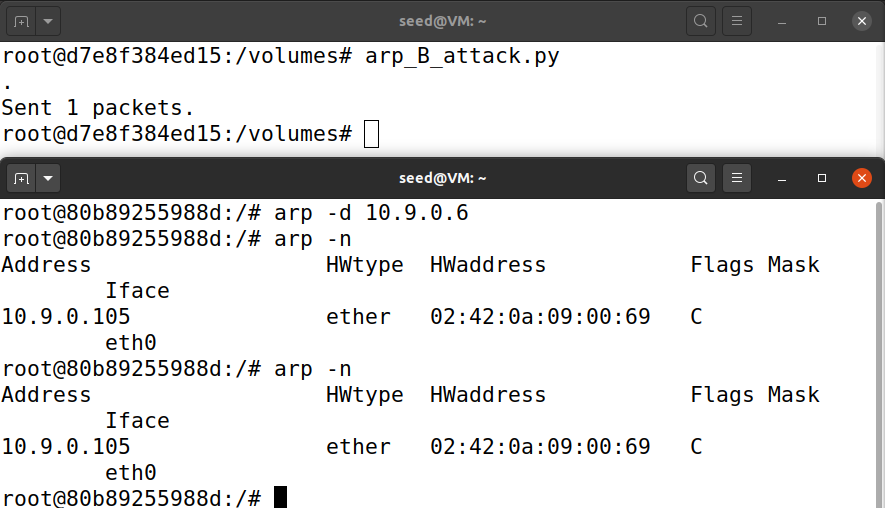 seed@VM: ~
root@d7e8f384ed15:/volumes# arp_B_attack.py
.
Sent 1 packets.
root@d7e8f384ed15:/volumes#
seed@VM: ~
root@80b89255988d:/# arp -d 10.9.0.6
root@80b89255988d:/# arp -n
Address                  HWtype  HWaddress           Flags Mask
        Iface
10.9.0.105               ether   02:42:0a:09:00:69   C
        eth0
root@80b89255988d:/# arp -n
Address                  HWtype  HWaddress           Flags Mask
        Iface
10.9.0.105               ether   02:42:0a:09:00:69   C
        eth0
root@80b89255988d:/#